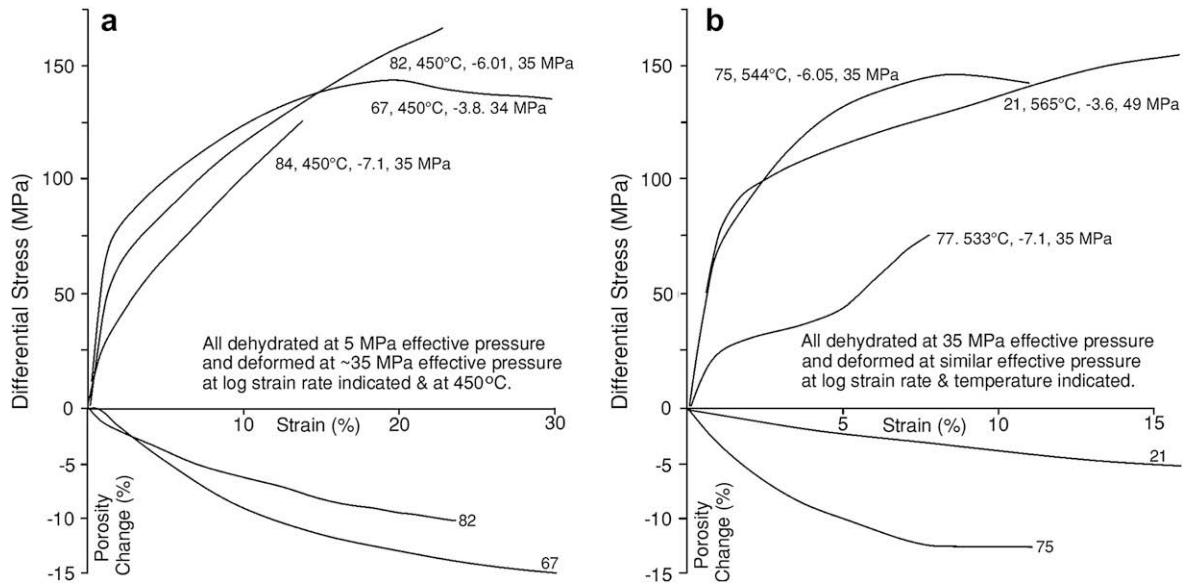 a
150
100
50
0
-5
-10
-15
Differential Stress (MPa)
82, 450°C, -6.01, 35 MPa
67, 450°C, -3.8. 34 MPa
84, 450°C, -7.1, 35 MPa
All dehydrated at 5 MPa effective pressure
and deformed at ~35 MPa effective pressure
at log strain rate indicated & at 450°C.
10
Strain (%)
20
30
Porosity
Change (%)
82
67
b
150
100
50
0
-5
-10
-15
Differential Stress (MPa)
75, 544°C, -6.05, 35 MPa
21, 565°C, -3.6, 49 MPa
77. 533°C, -7.1, 35 MPa
All dehydrated at 35 MPa effective pressure
and deformed at similar effective pressure
at log strain rate & temperature indicated.
5
Strain (%)
10
15
Porosity
Change (%)
21
75